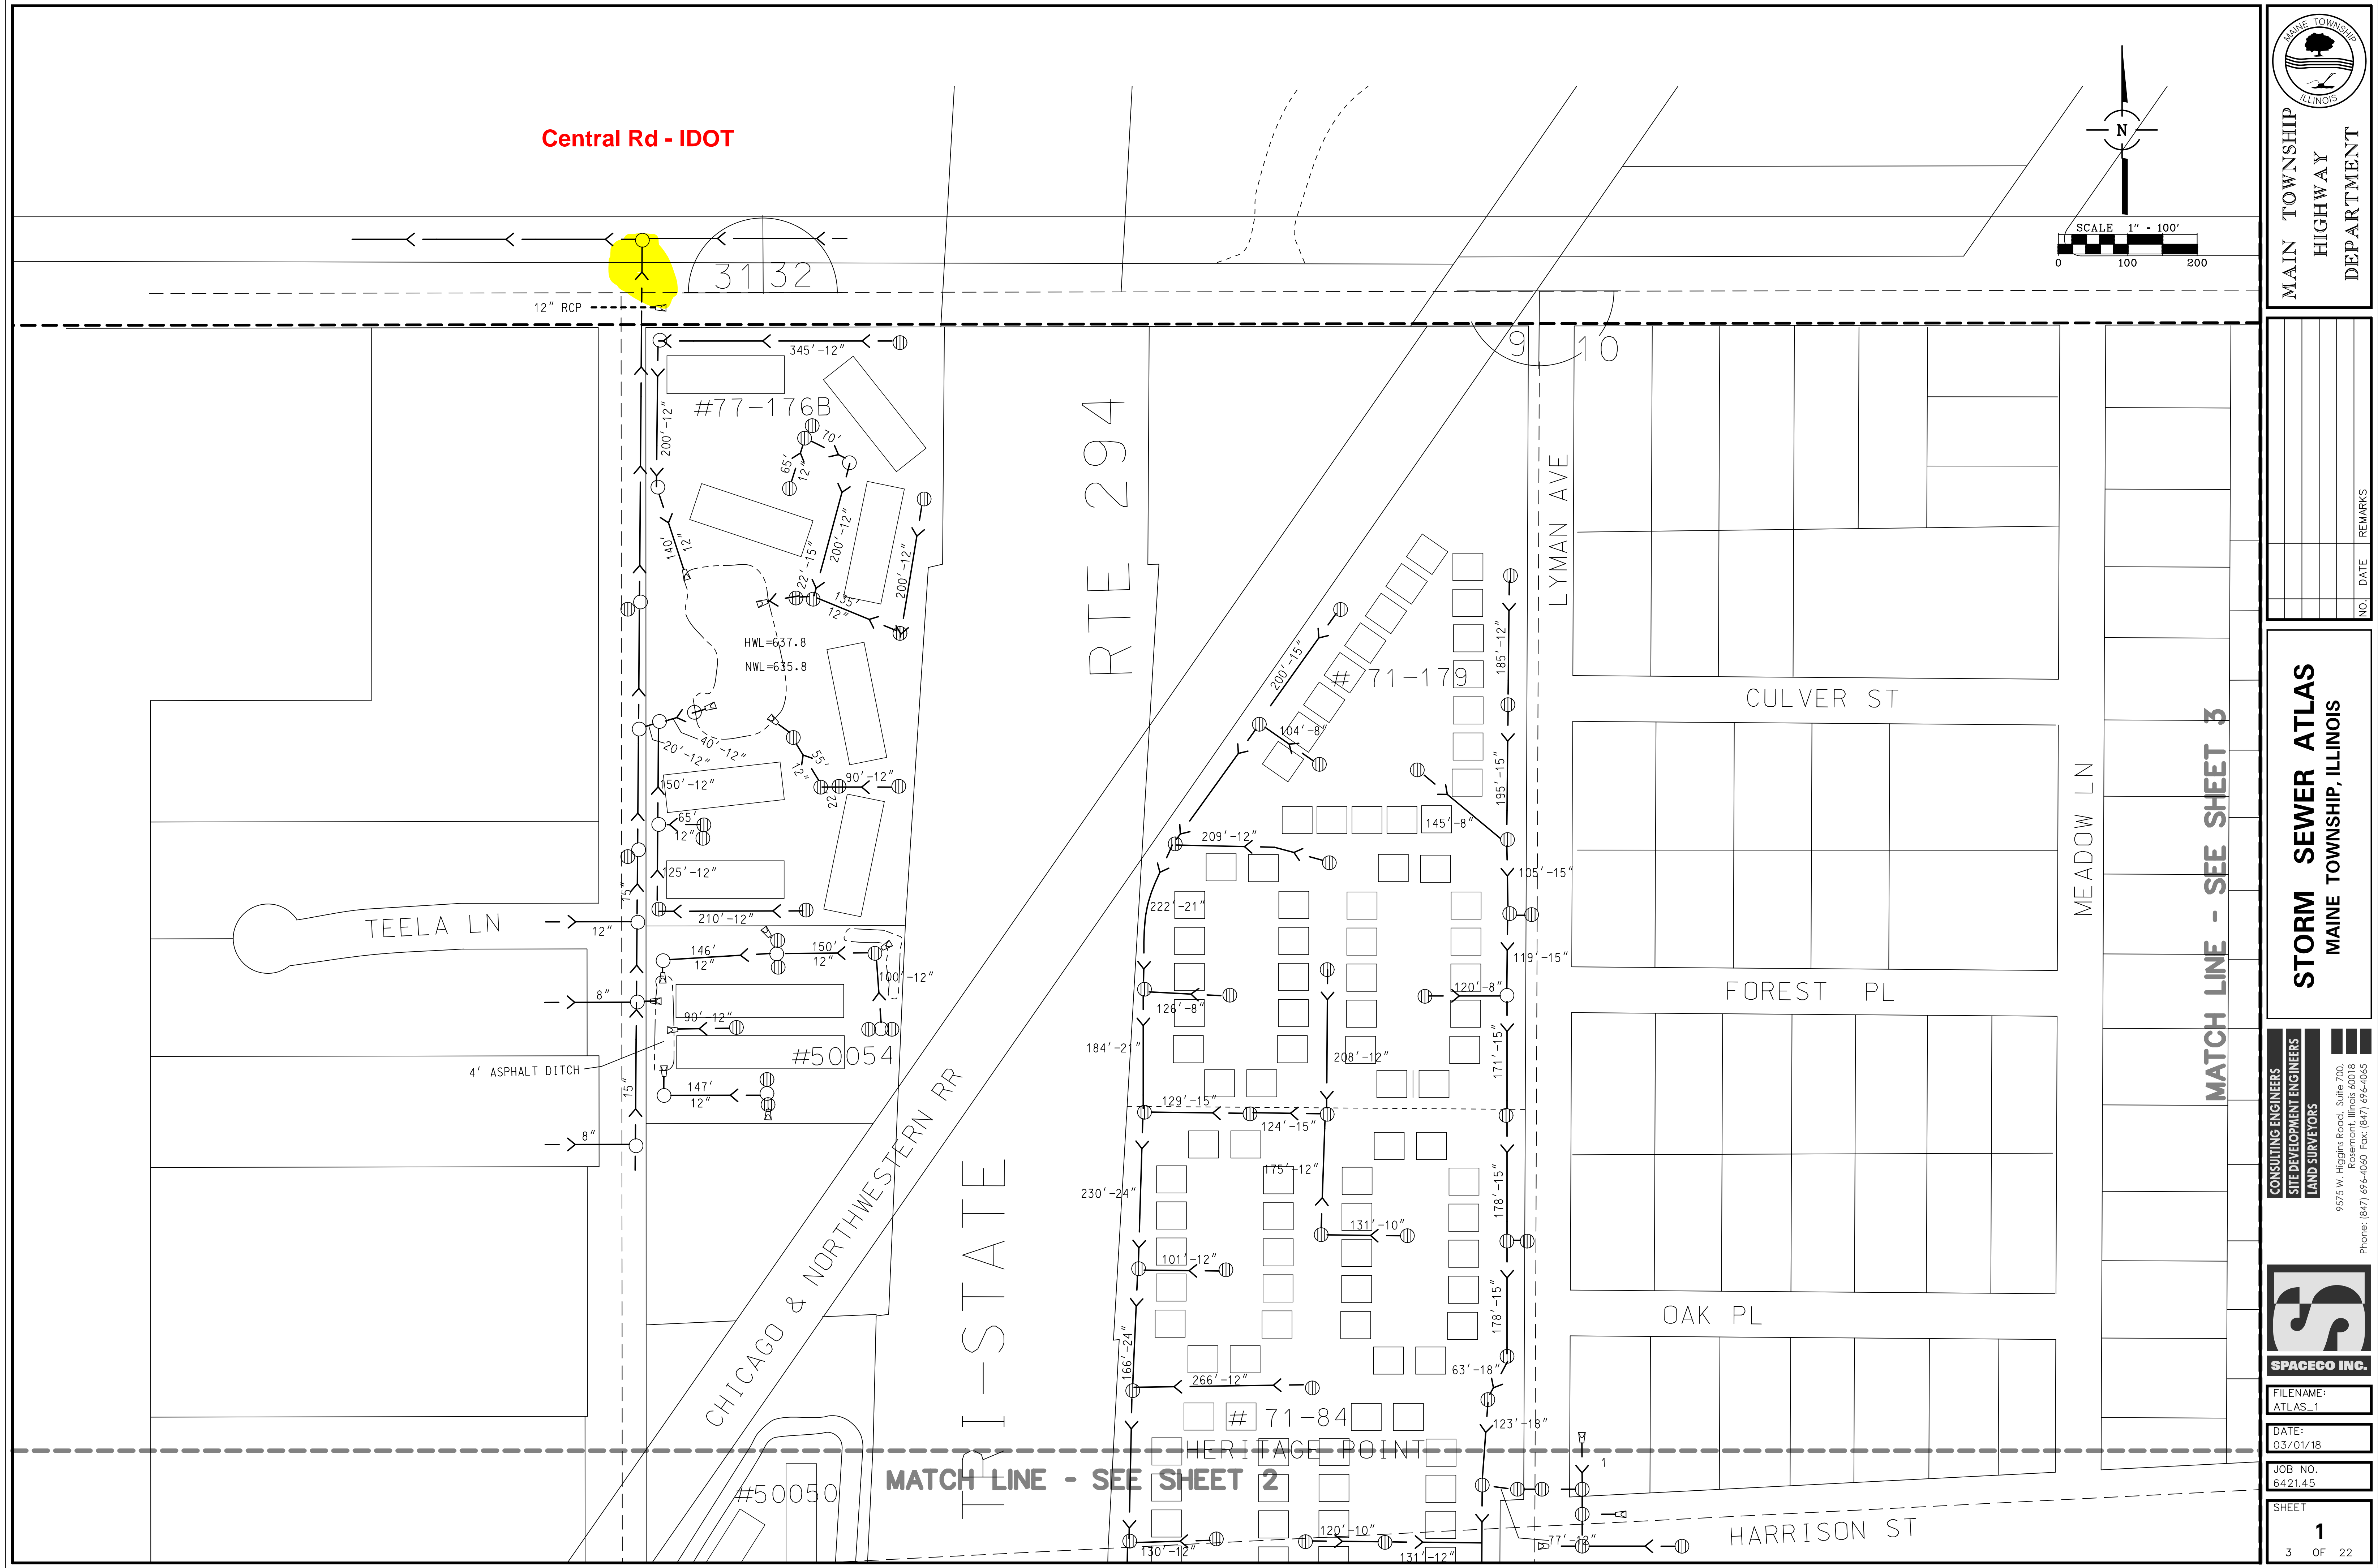 Central Rd - IDOT
31 32
12" RCP
345'-12"
#77-176B
200'-12"
70'
65'
12"
140'
12"
200'-12"
22'-15"
135'
12"
200'-12"
HWL=637.8
NWL=635.8
20'-12"
40'-12"
55'
12"
90'-12"
22'
150'-12"
65'
12"
125'-12"
15"
210'-12"
TEELA LN
12"
146'
12"
150'
12"
100'-12"
8"
90'-12"
#50054
4' ASPHALT DITCH
15"
147'
12"
8"
CHICAGO & NORTHWESTERN RR
#50050
TRI-STATE
RTE 294
9 10
LYMAN AVE
200'-15"
# 71-179
185'-12"
104'-8"
195'-15"
145'-8"
209'-12"
105'-15"
222'-21"
119'-15"
126'-8"
120'-8"
184'-21"
208'-12"
171'-15"
129'-15"
124'-15"
230'-24"
175'-12"
178'-15"
131'-10"
101'-12"
178'-15"
166'-24"
266'-12"
63'-18"
# 71-84
HERITAGE POINT
123'-18"
1
130'-12"
120'-10"
131'-12"
77'-12"
CULVER ST
FOREST PL
OAK PL
HARRISON ST
MEADOW LN
MATCH LINE - SEE SHEET 2
MATCH LINE - SEE SHEET 3
N
SCALE 1" = 100'
0 100 200
MAINE TOWNSHIP
ILLINOIS
MAIN TOWNSHIP
HIGHWAY
DEPARTMENT
NO. DATE REMARKS
STORM SEWER ATLAS
MAINE TOWNSHIP, ILLINOIS
CONSULTING ENGINEERS
SITE DEVELOPMENT ENGINEERS
LAND SURVEYORS
9575 W. Higgins Road, Suite 700,
Rosemont, Illinois 60018
Phone: (847) 696-4060 Fax: (847) 696-4065
SPACECO INC.
FILENAME:
ATLAS_1
DATE:
03/01/18
JOB NO.
6421.45
SHEET
1
3 OF 22